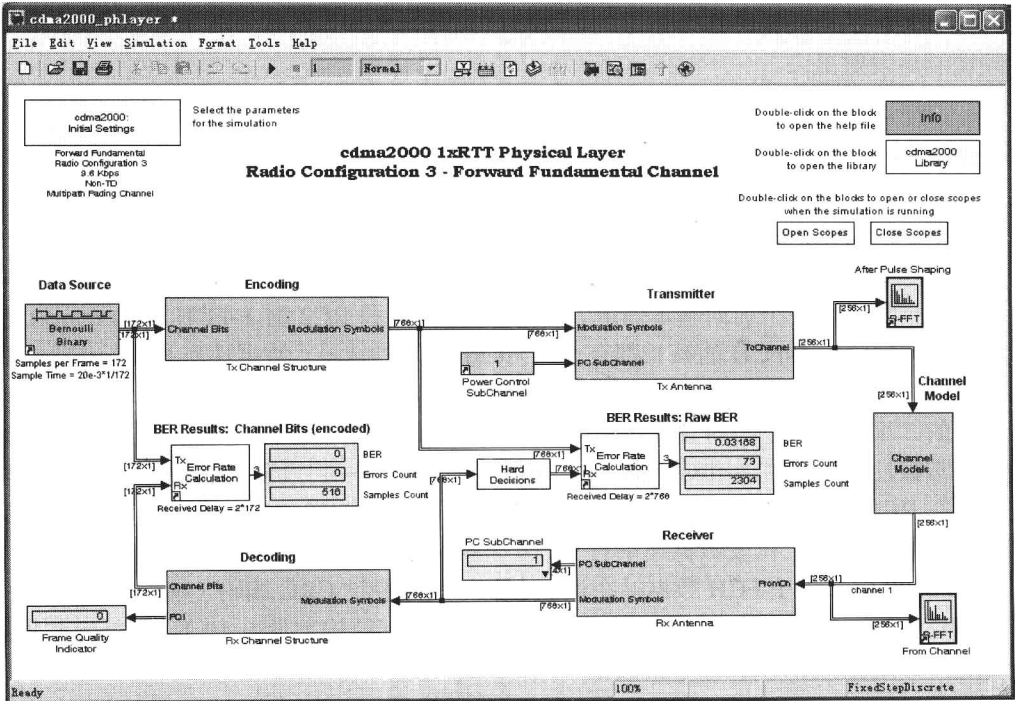 cdma2000_phlayer *
File Edit View Simulation Format Tools Help
1 Normal
cdma2000:
Initial Settings
Select the parameters
for the simulation
Forward Fundamental
Radio Configuration 3
9.6 Kbps
Non-TD
Multipath Fading Channel
cdma2000 1xRTT Physical Layer
Radio Configuration 3 - Forward Fundamental Channel
Double-click on the block
to open the help file
Info
Double-click on the block
to open the library
cdma2000
Library
Double-click on the blocks to open or close scopes
when the simulation is running
Open Scopes
Close Scopes
After Pulse Shaping
B-FFT
[256x1]
Data Source
Bernoulli
Binary
Samples per Frame = 172
Sample Time = 20e-3*1/172
[172x1]
[172x1]
Encoding
Channel Bits
Modulation Symbols
Tx Channel Structure
[768x1]
[768x1]
Transmitter
Modulation Symbols
PC SubChannel
ToChannel
Tx Antenna
[256x1]
1
Power Control
SubChannel
[256x1]
Channel
Model
Channel
Models
[256x1]
BER Results: Channel Bits (encoded)
[172x1]
[172x1]
Tx
Rx
Error Rate
Calculation
Received Delay = 2*172
3
0
0
516
BER
Errors Count
Samples Count
BER Results: Raw BER
[768x1]
Hard
Decisions
[768x1]
[768x1]
Tx
Rx
Error Rate
Calculation
Received Delay = 2*768
3
0.03168
73
2304
BER
Errors Count
Samples Count
Decoding
Channel Bits
FQI
Modulation Symbols
Rx Channel Structure
[172x1]
0
Frame Quality
Indicator
[768x1]
[768x1]
PC SubChannel
1
Receiver
PC SubChannel
Modulation Symbols
FromCh
Rx Antenna
[256x1]
channel 1
[256x1]
B-FFT
From Channel
Ready
100%
FixedStepDiscrete